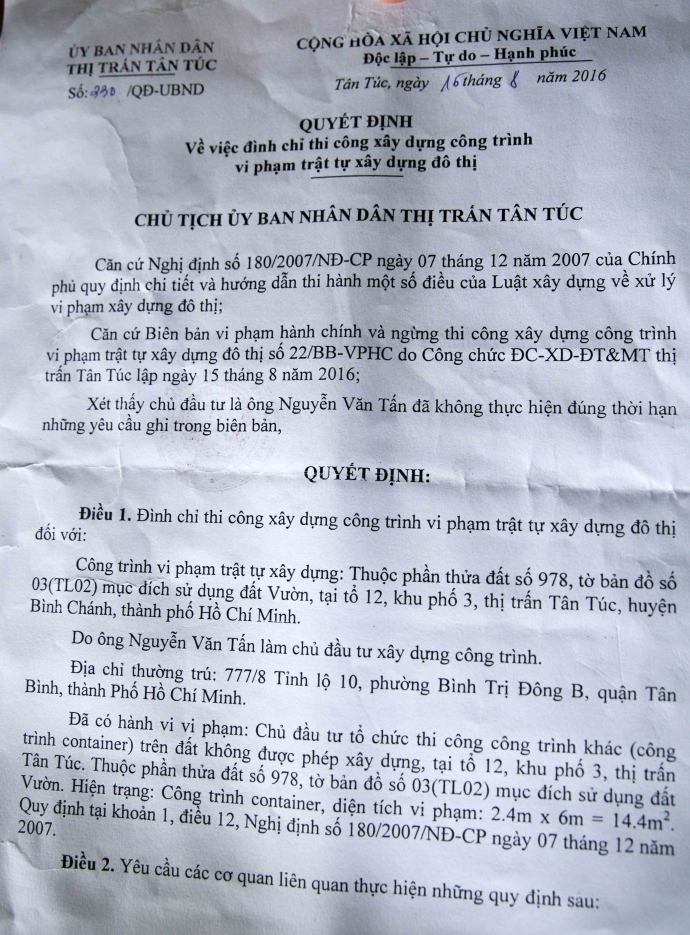 ỦY BAN NHÂN DÂN
THỊ TRẤN TÂN TÚC
Số: 330 /QĐ-UBND
CỘNG HÒA XÃ HỘI CHỦ NGHĨA VIỆT NAM
Độc lập – Tự do – Hạnh phúc
Tân Túc, ngày 16 tháng 8 năm 2016
QUYẾT ĐỊNH
Về việc đình chỉ thi công xây dựng công trình
vi phạm trật tự xây dựng đô thị
CHỦ TỊCH ỦY BAN NHÂN DÂN THỊ TRẤN TÂN TÚC
Căn cứ Nghị định số 180/2007/NĐ-CP ngày 07 tháng 12 năm 2007 của Chính
phủ quy định chi tiết và hướng dẫn thi hành một số điều của Luật xây dựng về xử lý
vi phạm xây dựng đô thị;
Căn cứ Biên bản vi phạm hành chính và ngừng thi công xây dựng công trình
vi phạm trật tự xây dựng đô thị số 22/BB-VPHC do Công chức ĐC-XD-ĐT&MT thị
trấn Tân Túc lập ngày 15 tháng 8 năm 2016;
Xét thấy chủ đầu tư là ông Nguyễn Văn Tấn đã không thực hiện đúng thời hạn
những yêu cầu ghi trong biên bản,
QUYẾT ĐỊNH:
Điều 1. Đình chỉ thi công xây dựng công trình vi phạm trật tự xây dựng đô thị
đối với:
Công trình vi phạm trật tự xây dựng: Thuộc phần thửa đất số 978, tờ bản đồ số
03(TL02) mục đích sử dụng đất Vườn, tại tổ 12, khu phố 3, thị trấn Tân Túc, huyện
Bình Chánh, thành phố Hồ Chí Minh.
Do ông Nguyễn Văn Tấn làm chủ đầu tư xây dựng công trình.
Địa chỉ thường trú: 777/8 Tỉnh lộ 10, phường Bình Trị Đông B, quận Tân
Bình, thành Phố Hồ Chí Minh.
Đã có hành vi vi phạm: Chủ đầu tư tổ chức thi công công trình khác (công
trình container) trên đất không được phép xây dựng, tại tổ 12, khu phố 3, thị trấn
Tân Túc. Thuộc phần thửa đất số 978, tờ bản đồ số 03(TL02) mục đích sử dụng đất
Vườn. Hiện trạng: Công trình container, diện tích vi phạm: 2.4m x 6m = 14.4m².
Quy định tại khoản 1, điều 12, Nghị định số 180/2007/NĐ-CP ngày 07 tháng 12 năm
2007.
Điều 2. Yêu cầu các cơ quan liên quan thực hiện những quy định sau: